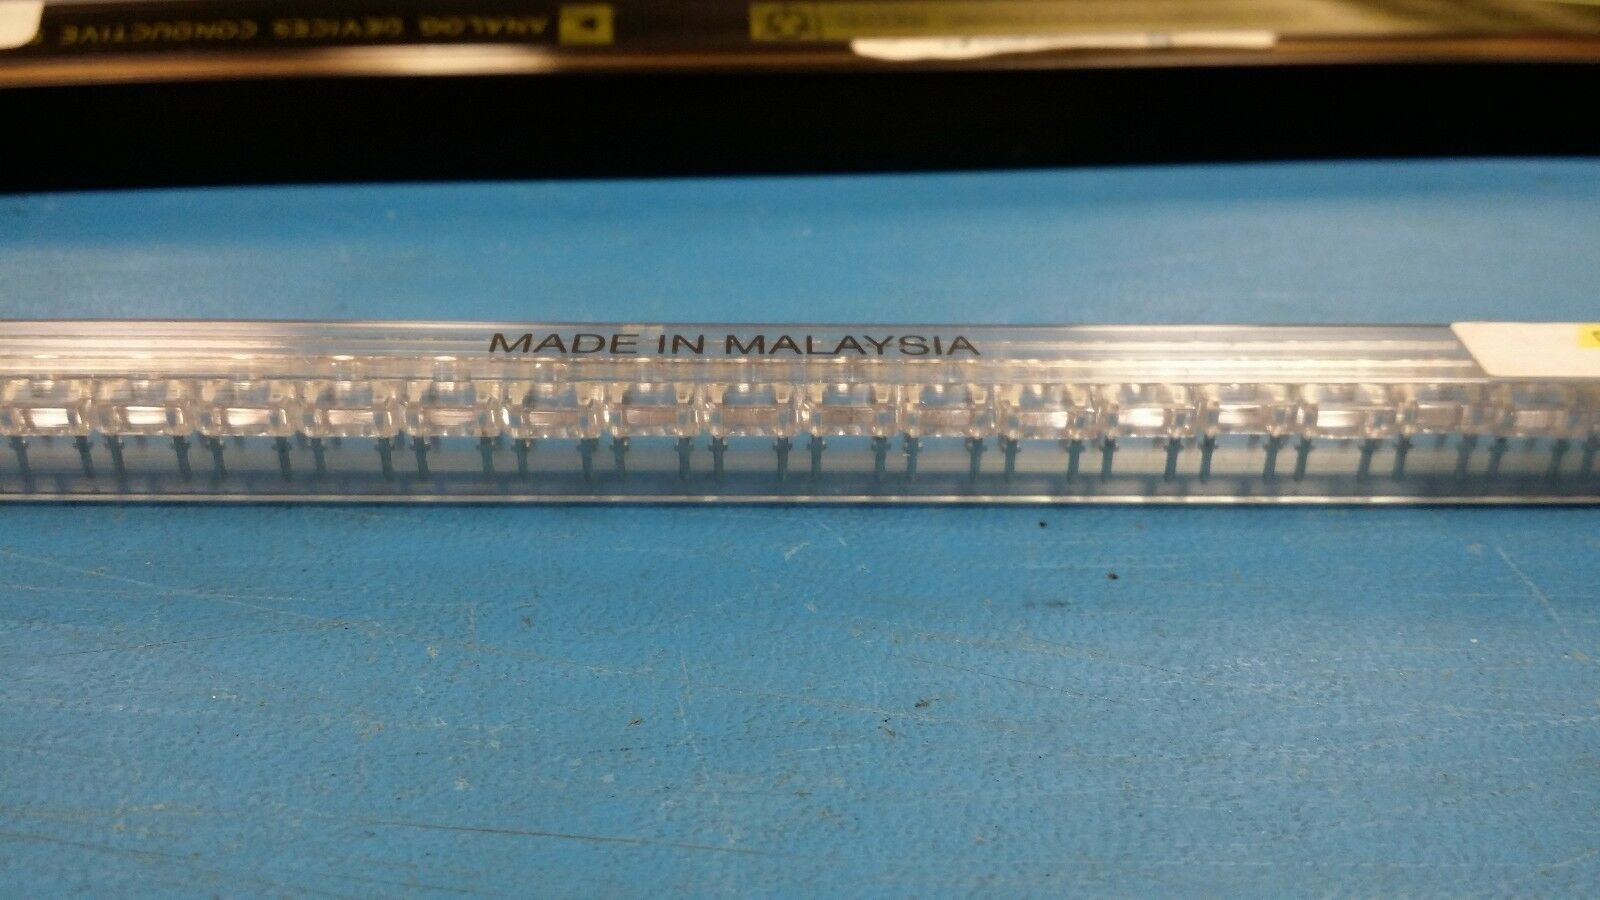 ANALOG DEVICES CONDUCTIVE
MADE IN MALAYSIA